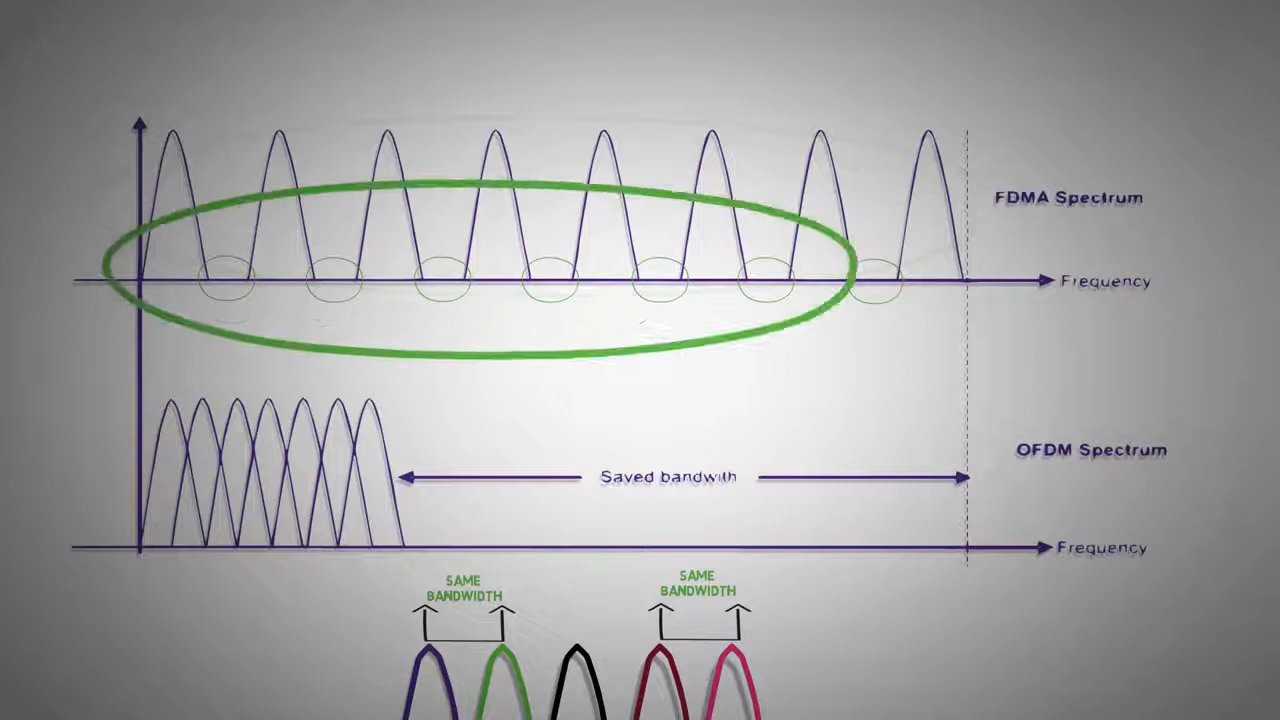 FDMA Spectrum
Frequency
OFDM Spectrum
Saved bandwith
Frequency
SAME
BANDWIDTH
SAME
BANDWIDTH